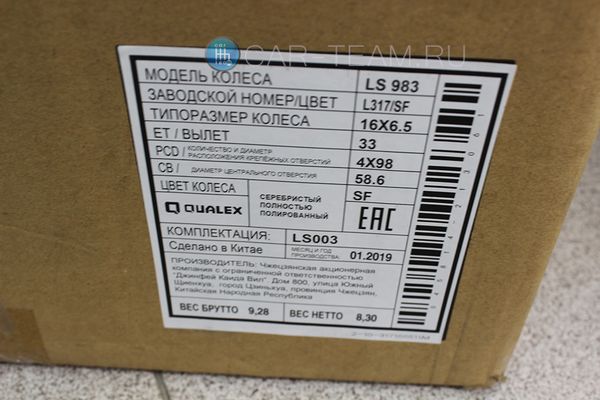 CAR-TEAM.RU
МОДЕЛЬ КОЛЕСА LS 983
ЗАВОДСКОЙ НОМЕР/ЦВЕТ L317/SF
ТИПОРАЗМЕР КОЛЕСА 16X6.5
ET / ВЫЛЕТ 33
PCD / КОЛИЧЕСТВО И ДИАМЕТР РАСПОЛОЖЕНИЯ КРЕПЁЖНЫХ ОТВЕРСТИЙ 4X98
CB / ДИАМЕТР ЦЕНТРАЛЬНОГО ОТВЕРСТИЯ 58.6
ЦВЕТ КОЛЕСА SF
QUALEX
СЕРЕБРИСТЫЙ
ПОЛНОСТЬЮ
ПОЛИРОВАННЫЙ
EAC
КОМПЛЕКТАЦИЯ: LS003
Сделано в Китае
МЕСЯЦ И ГОД
ПРОИЗВОДСТВА: 01.2019
ПРОИЗВОДИТЕЛЬ: Чжецзянская акционерная
компания с ограниченной ответственностью
"Джинфей Каида Вил". Дом 800, улица Южный
Щиенхуа, город Цзиньхуа, провинция Чжецзян,
Китайская Народная Республика
ВЕС БРУТТО 9,28 ВЕС НЕТТО 8,30